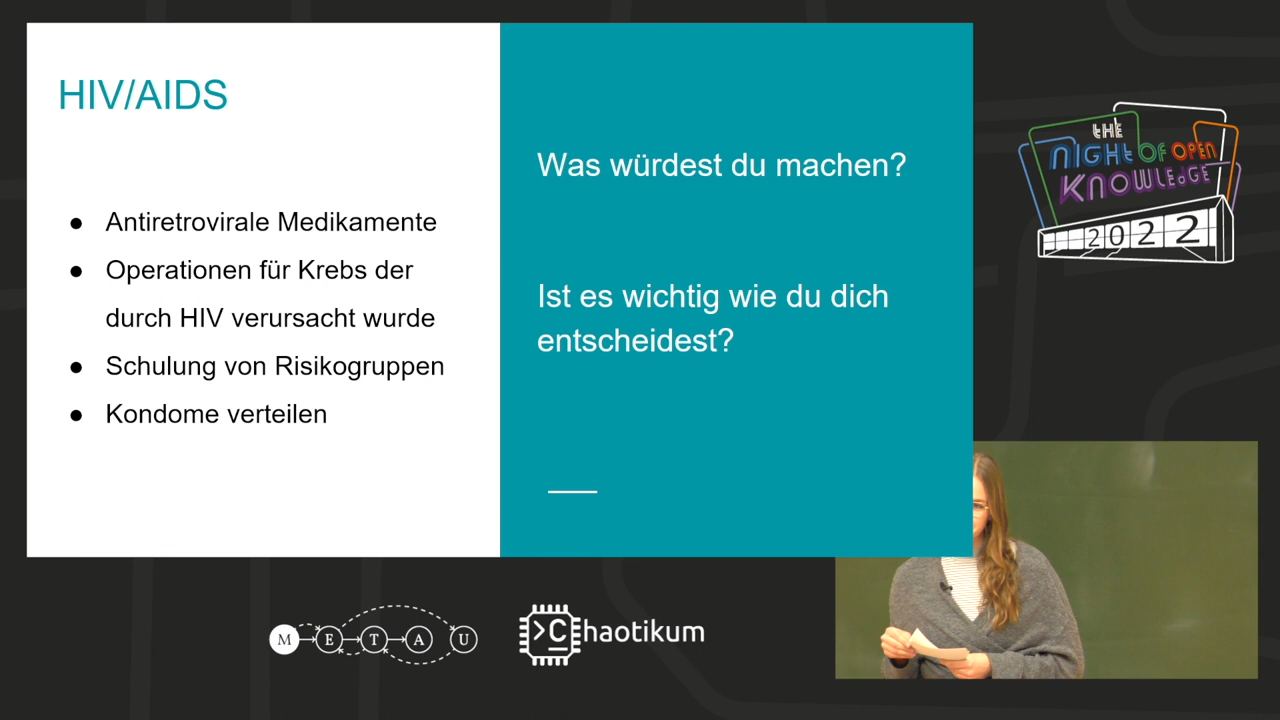 HIV/AIDS
● Antiretrovirale Medikamente
● Operationen für Krebs der
durch HIV verursacht wurde
● Schulung von Risikogruppen
● Kondome verteilen
Was würdest du machen?
Ist es wichtig wie du dich
entscheidest?
THE
NIGHT OF OPEN
KNOWLEDGE
2022
M E T A U
>C haotikum